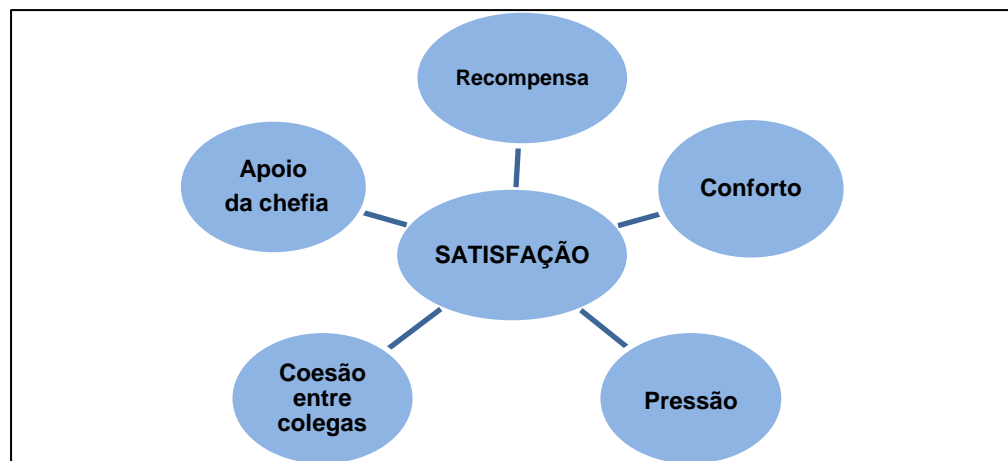 Recompensa
Apoio
da chefia
Conforto
SATISFAÇÃO
Coesão
entre
colegas
Pressão